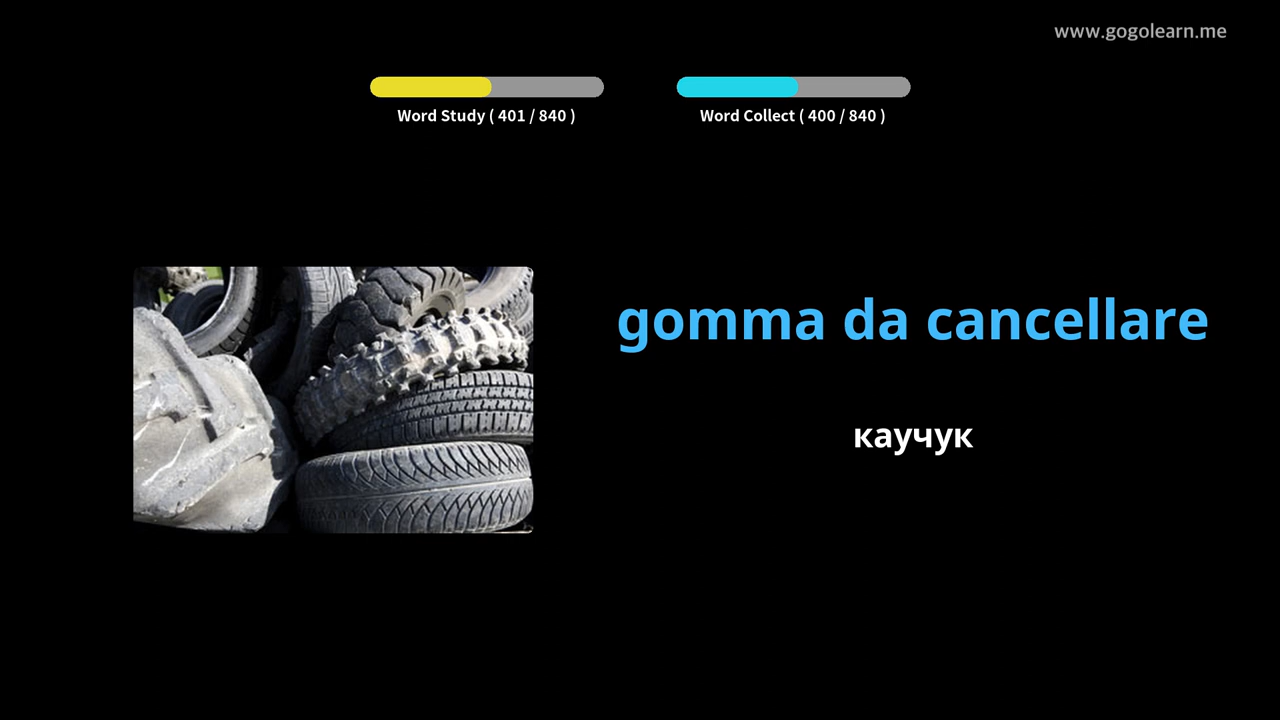 www.gogolearn.me
Word Study ( 401 / 840 )
Word Collect ( 400 / 840 )
gomma da cancellare
каучук